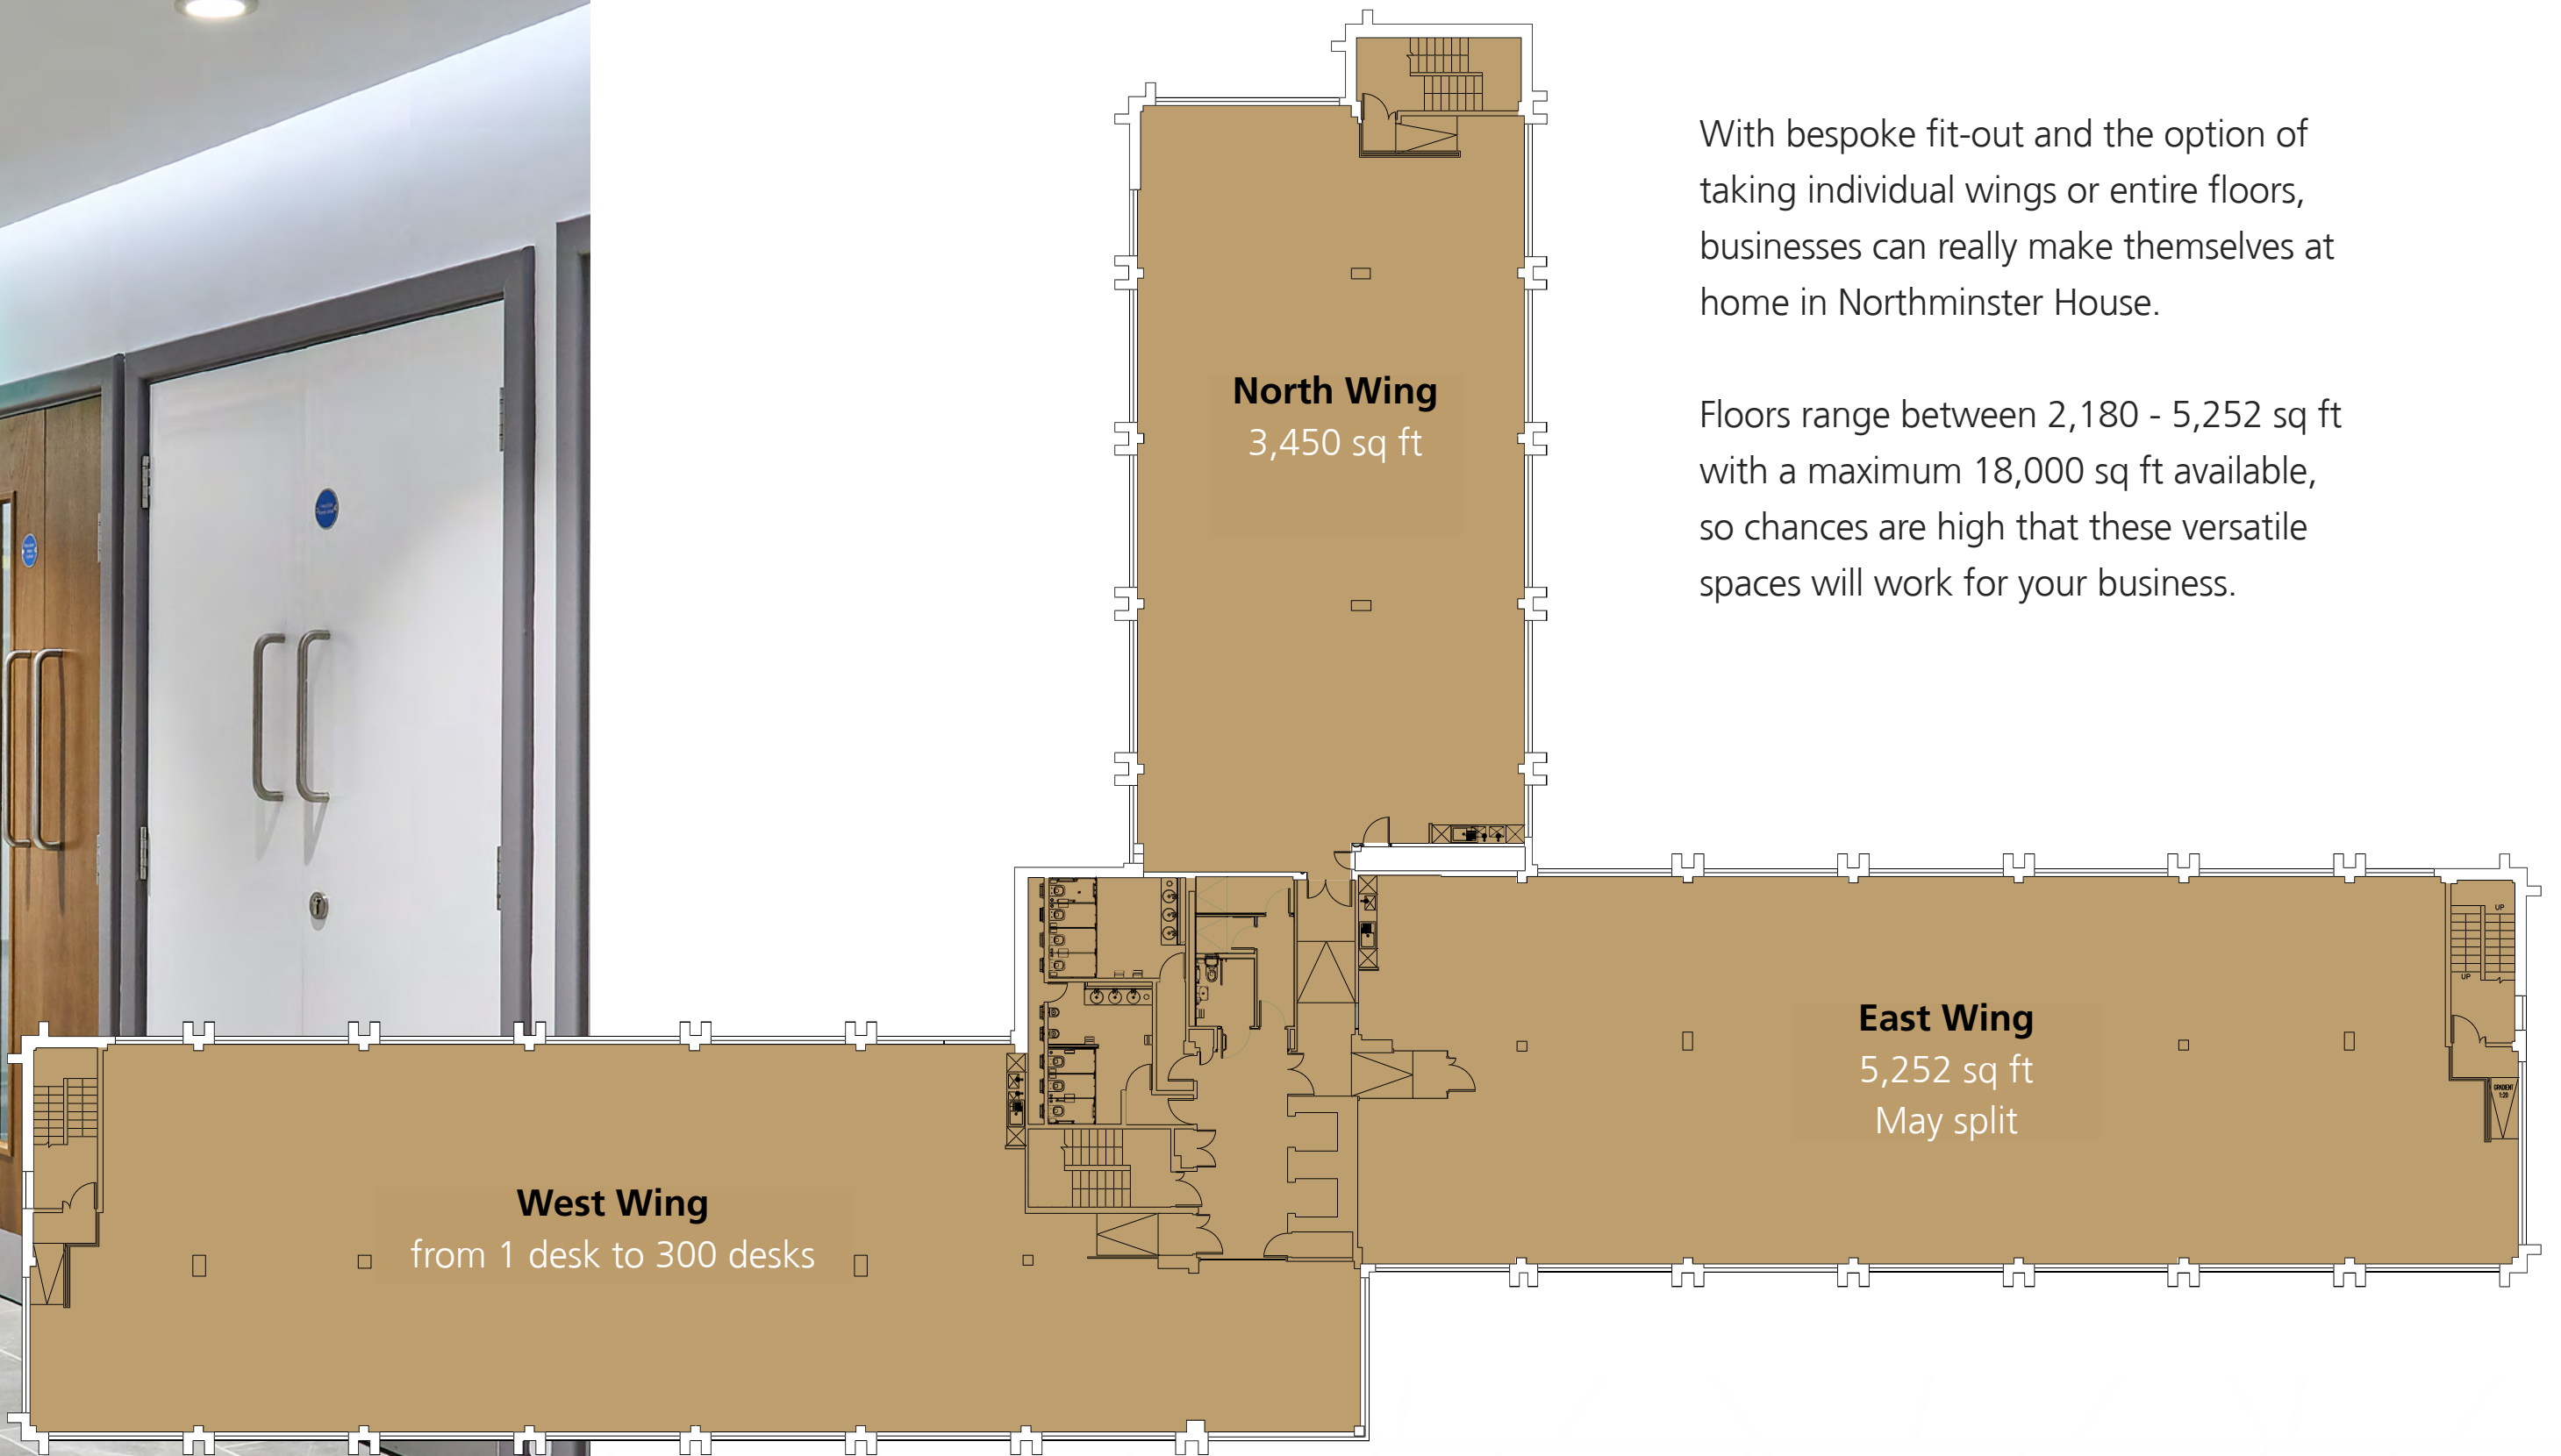 With bespoke fit-out and the option of
taking individual wings or entire floors,
businesses can really make themselves at
home in Northminster House.
Floors range between 2,180 - 5,252 sq ft
with a maximum 18,000 sq ft available,
so chances are high that these versatile
spaces will work for your business.
North Wing
3,450 sq ft
East Wing
5,252 sq ft
May split
West Wing
from 1 desk to 300 desks
UP
UP
GRADIENT
1:20